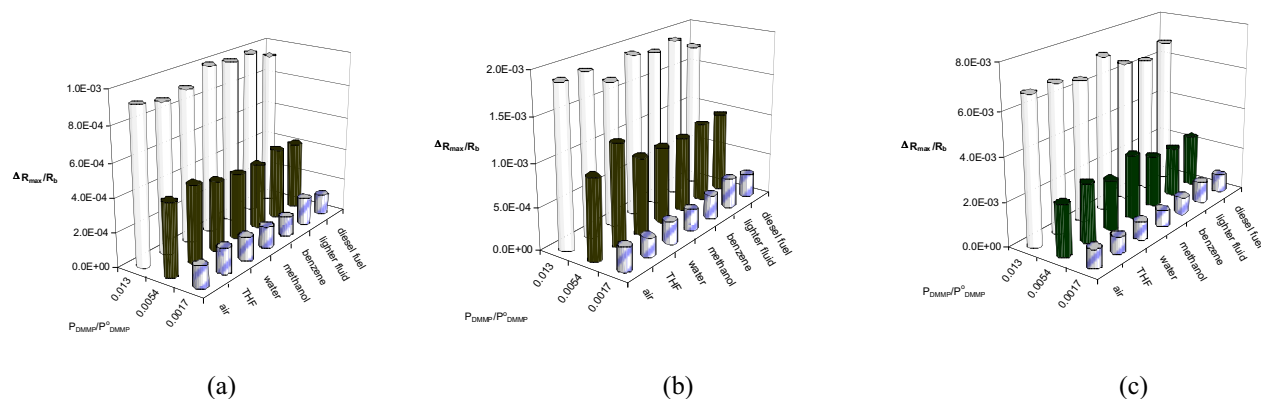 1.0E-03
8.0E-04
6.0E-04
4.0E-04
2.0E-04
0.0E+00
ΔRmax/Rb
0.013
0.0054
0.0017
PDMMP/P°DMMP
air
THF
water
methanol
benzene
lighter fluid
diesel fuel
(a)
2.0E-03
1.5E-03
1.0E-03
5.0E-04
0.0E+00
ΔRmax/Rb
0.013
0.0054
0.0017
PDMMP/P°DMMP
air
THF
water
methanol
benzene
lighter fluid
diesel fuel
(b)
8.0E-03
6.0E-03
4.0E-03
2.0E-03
0.0E+00
ΔRmax/Rb
0.013
0.0054
0.0017
PDMMP/P°DMMP
air
THF
water
methanol
benzene
lighter fluid
diesel fuel
(c)